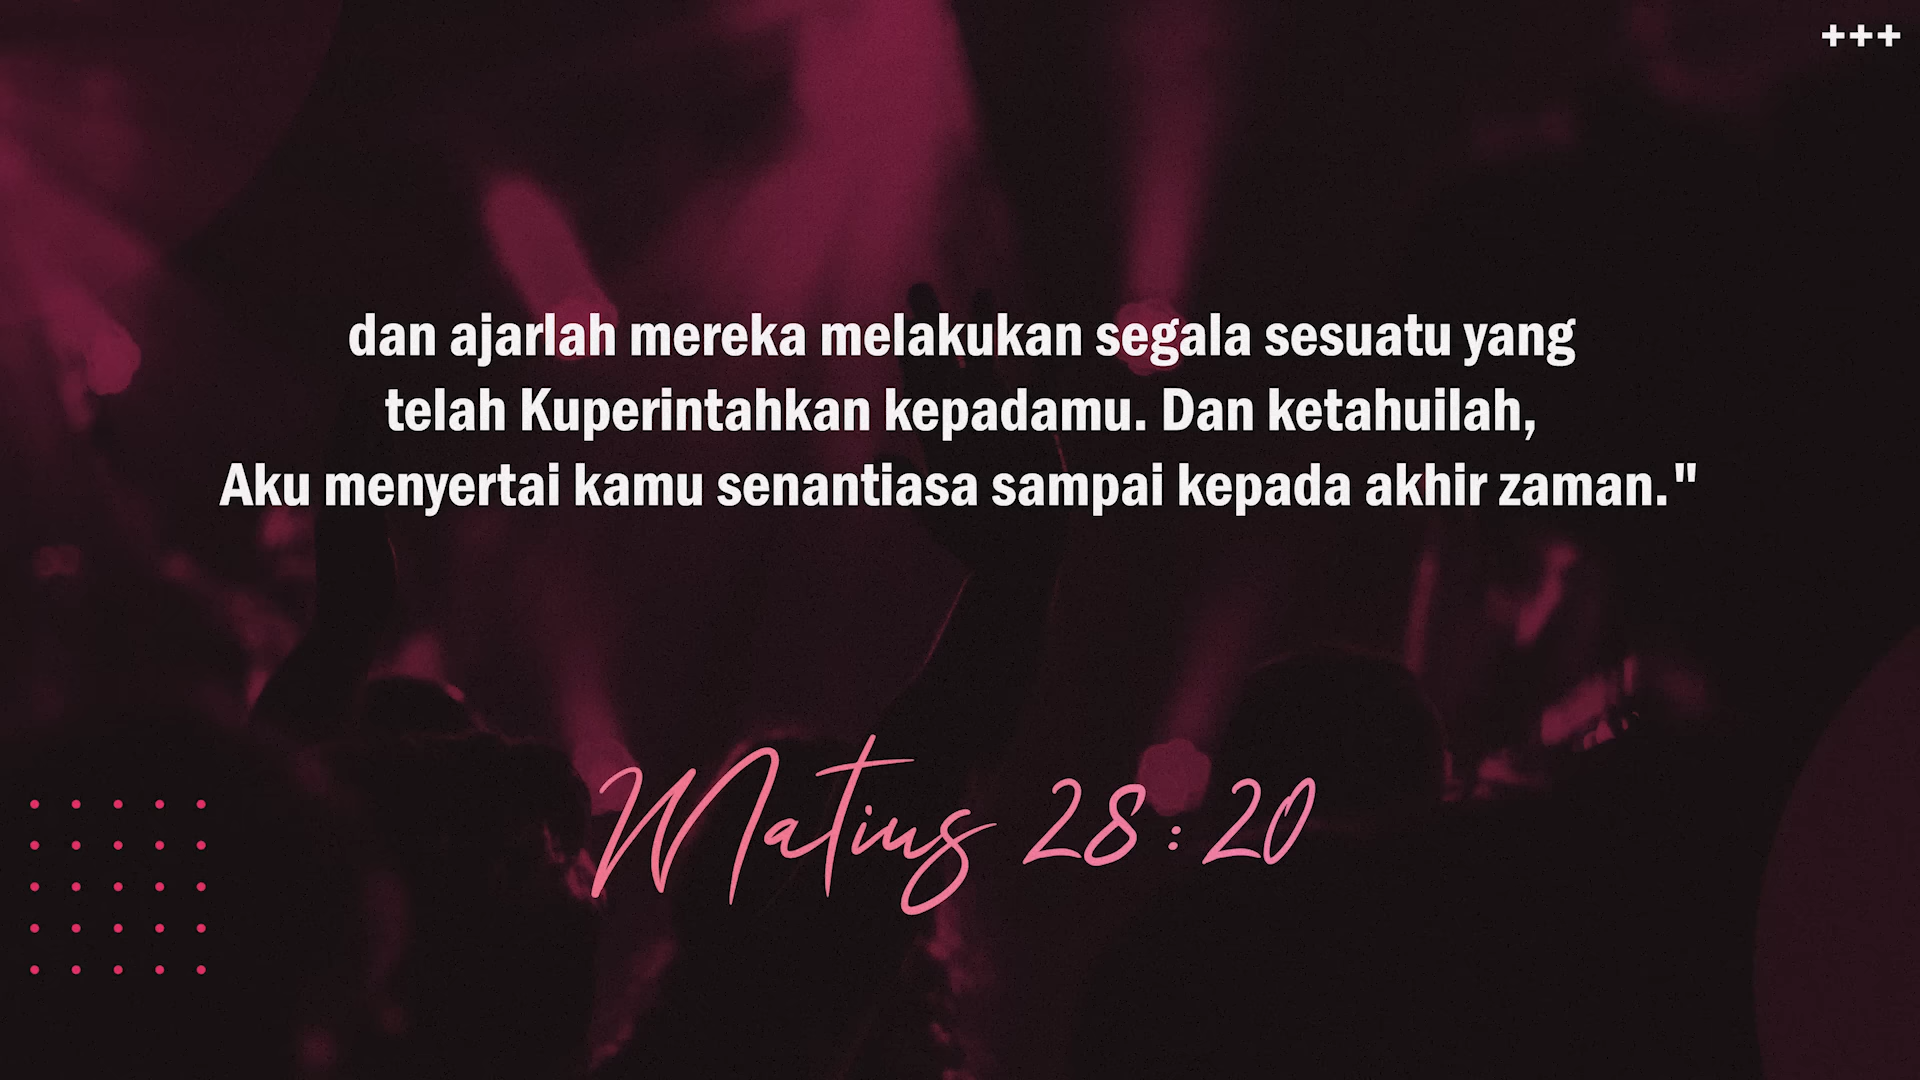 +++
dan ajarlah mereka melakukan segala sesuatu yang
telah Kuperintahkan kepadamu. Dan ketahuilah,
Aku menyertai kamu senantiasa sampai kepada akhir zaman."
Matius 28:20